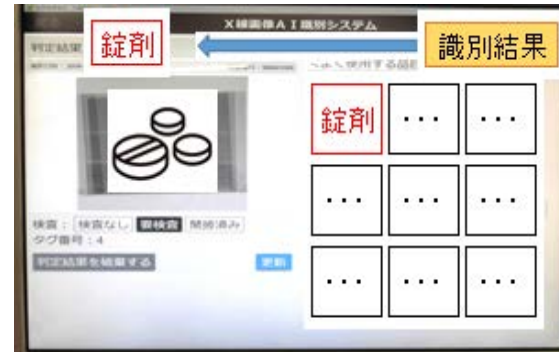 X線画像AI識別システム
判定結果
錠剤
識別結果
錠剤 ... ...
... ... ...
... ... ...
検査： 検査なし 要検査 開披済み
タグ番号：4
判定結果を破棄する 更新